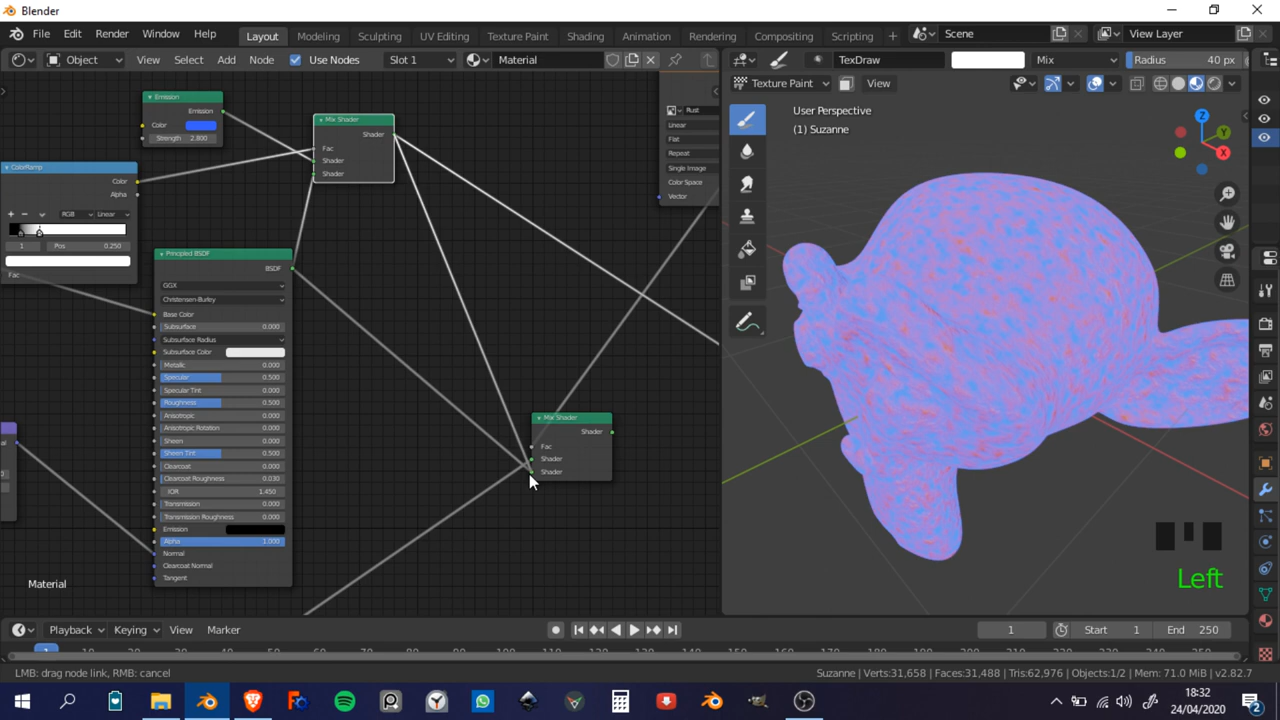 Blender
File Edit Render Window Help Layout Modeling Sculpting UV Editing Texture Paint Shading Animation Rendering Compositing Scripting Scene View Layer
Object View Select Add Node Use Nodes Slot 1 Material
TexDraw Mix Radius 40 px
Texture Paint View
User Perspective
(1) Suzanne
Emission
Emission
Color
Strength 2.800
Mix Shader
Shader
Fac
Shader
Shader
ColorRamp
Color
Alpha
RGB Linear
1 Pos 0.250
Fac
Rust
Linear
Flat
Repeat
Single Image
Color Space
Vector
Principled BSDF
BSDF
GGX
Christensen-Burley
Base Color
Subsurface 0.000
Subsurface Radius
Subsurface Color
Metallic 0.000
Specular 0.500
Specular Tint 0.000
Roughness 0.500
Anisotropic 0.000
Anisotropic Rotation 0.000
Sheen 0.000
Sheen Tint 0.500
Clearcoat 0.000
Clearcoat Roughness 0.030
IOR 1.450
Transmission 0.000
Transmission Roughness 0.000
Emission
Alpha 1.000
Normal
Clearcoat Normal
Tangent
Mix Shader
Shader
Fac
Shader
Shader
Material
Left
Playback Keying View Marker 1 Start 1 End 250
LMB: drag node link, RMB: cancel
Suzanne | Verts:31,658 | Faces:31,488 | Tris:62,976 | Objects:1/2 | Mem: 71.0 MiB | v2.82.7
18:32
24/04/2020
2